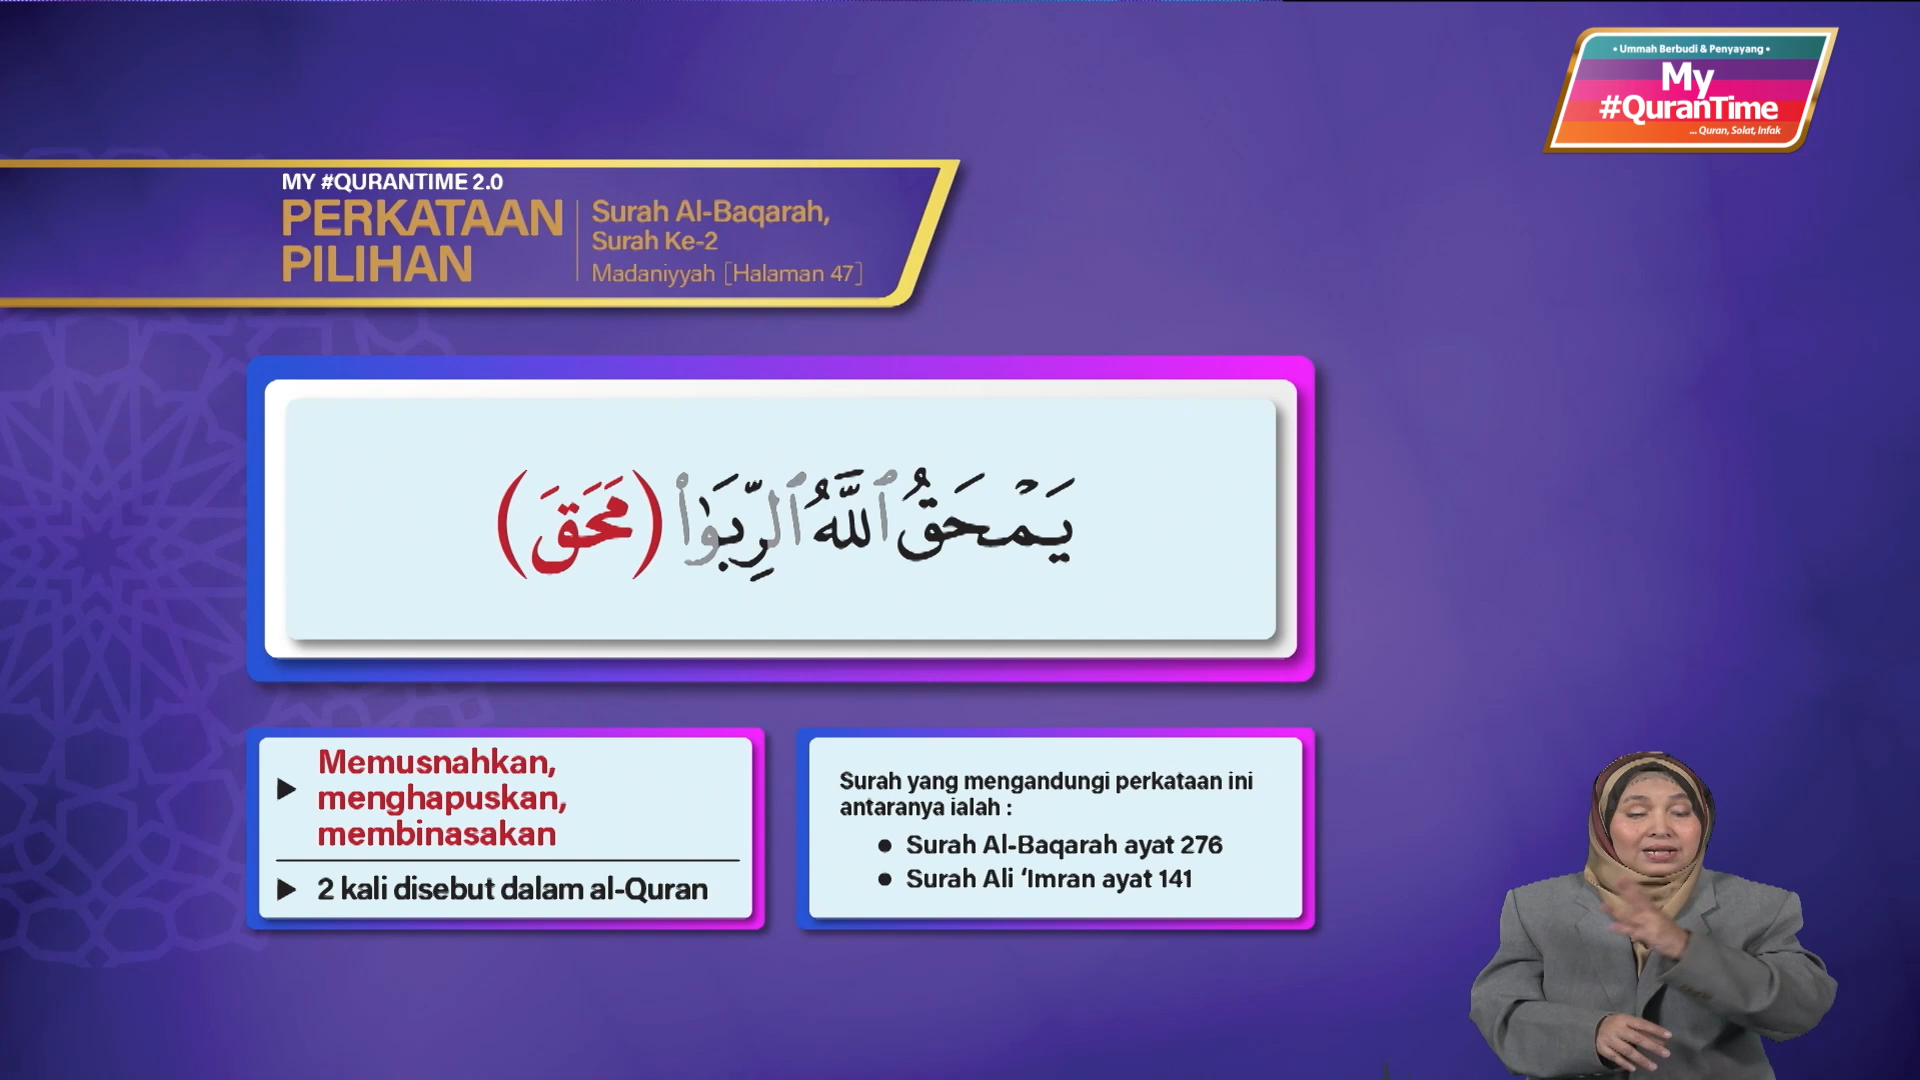 • Ummah Berbudi & Penyayang •
My
#QuranTime
... Quran, Solat, Infak
MY #QURANTIME 2.0
PERKATAAN
PILIHAN
Surah Al-Baqarah,
Surah Ke-2
Madaniyyah [Halaman 47]
يَمْحَقُ ٱللَّهُ ٱلرِّبَوٰا۟ (مَحَقَ)
Memusnahkan,
menghapuskan,
membinasakan
2 kali disebut dalam al-Quran
Surah yang mengandungi perkataan ini
antaranya ialah :
• Surah Al-Baqarah ayat 276
• Surah Ali ‘Imran ayat 141